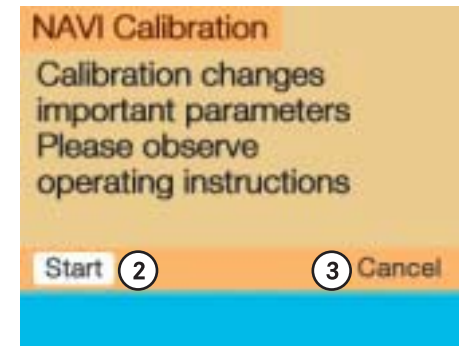 NAVI Calibration
Calibration changes
important parameters
Please observe
operating instructions
Start 2 3 Cancel